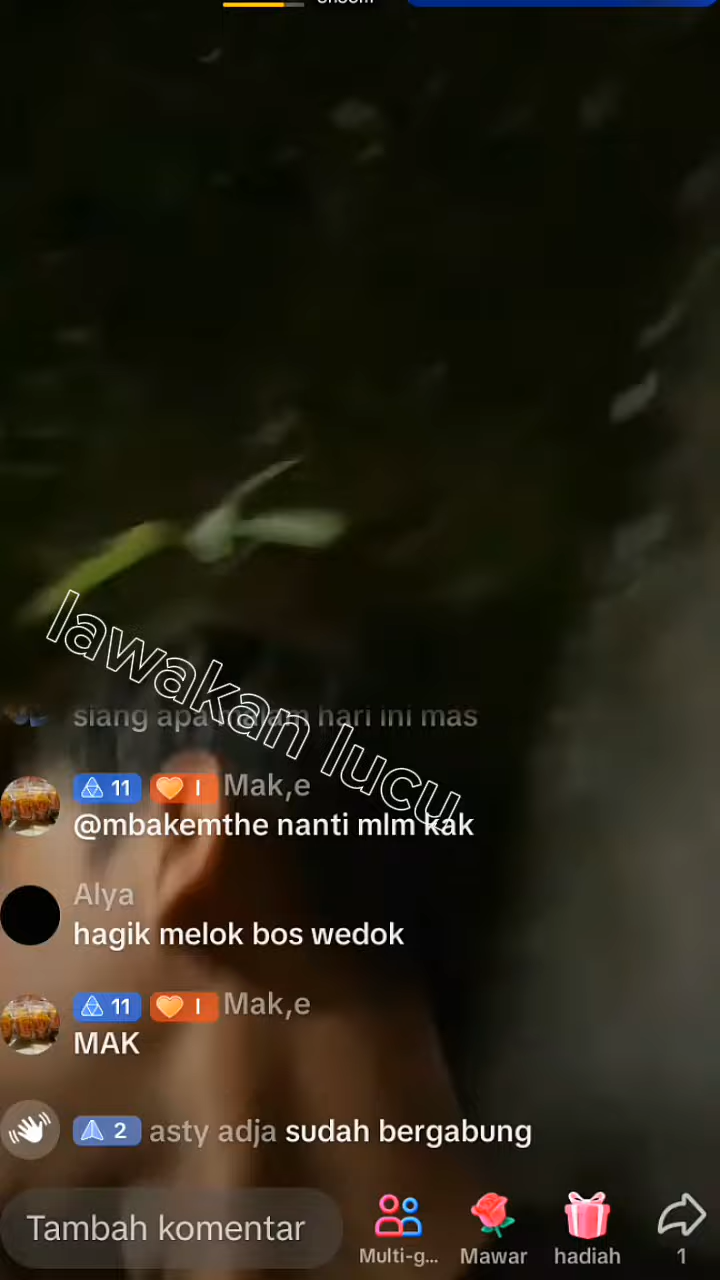 lawakan lucu
siang apa malam hari ini mas
11 I Mak,e
@mbakemthe nanti mlm kak
Alya
hagik melok bos wedok
11 I Mak,e
MAK
2 asty adja sudah bergabung
Tambah komentar
Multi-g... Mawar hadiah 1